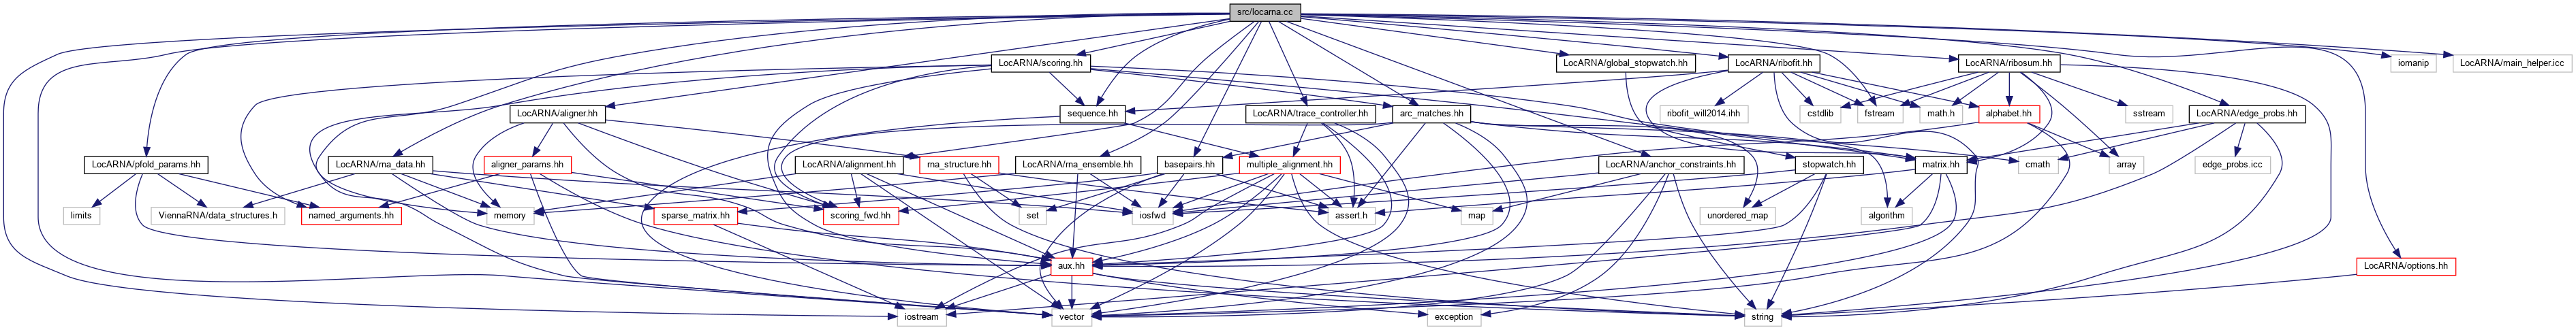 src/locarna.cc
LocARNA/scoring.hh
LocARNA/global_stopwatch.hh
LocARNA/ribofit.hh
LocARNA/ribosum.hh
iomanip
LocARNA/main_helper.icc
LocARNA/aligner.hh
sequence.hh
LocARNA/trace_controller.hh
arc_matches.hh
ribofit_will2014.ihh
cstdlib
fstream
math.h
alphabet.hh
sstream
LocARNA/edge_probs.hh
LocARNA/pfold_params.hh
LocARNA/rna_data.hh
aligner_params.hh
LocARNA/alignment.hh
rna_structure.hh
LocARNA/rna_ensemble.hh
basepairs.hh
multiple_alignment.hh
LocARNA/anchor_constraints.hh
stopwatch.hh
matrix.hh
cmath
array
edge_probs.icc
limits
ViennaRNA/data_structures.h
named_arguments.hh
memory
sparse_matrix.hh
scoring_fwd.hh
set
iosfwd
assert.h
map
unordered_map
algorithm
aux.hh
LocARNA/options.hh
iostream
vector
exception
string